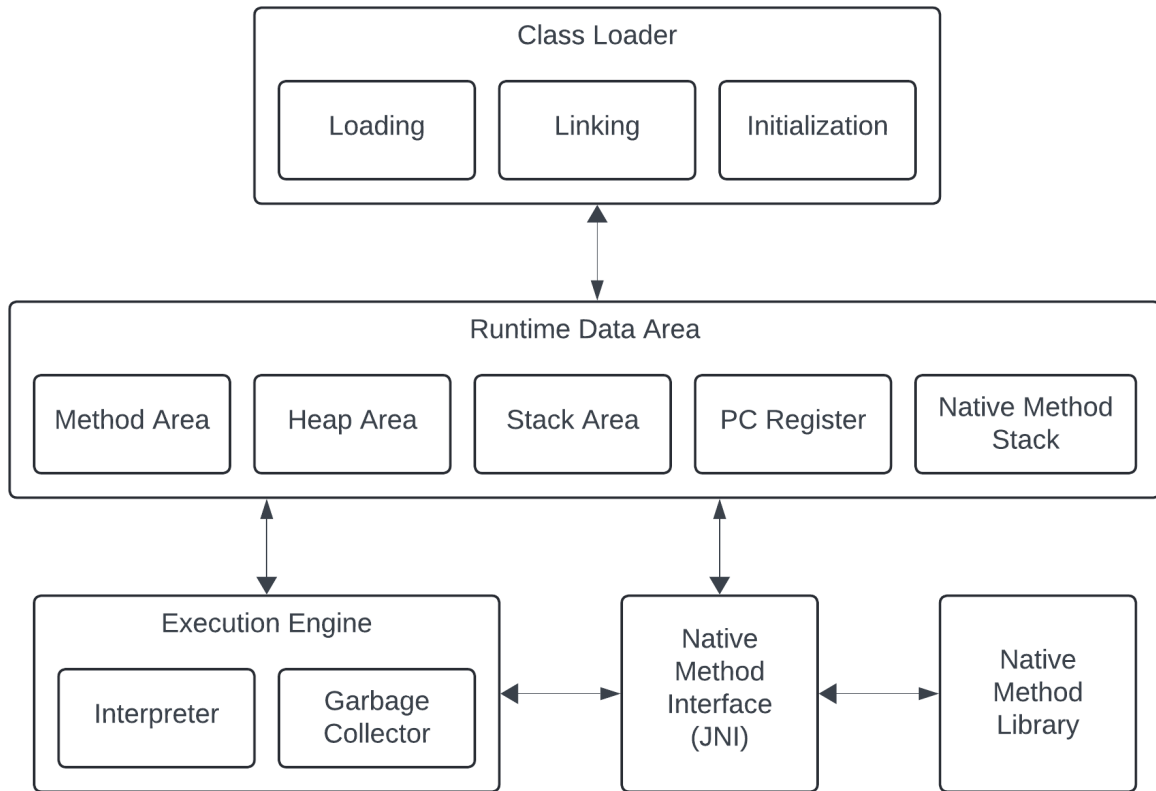 Class Loader
Loading
Linking
Initialization
Runtime Data Area
Method Area
Heap Area
Stack Area
PC Register
Native Method
Stack
Execution Engine
Interpreter
Garbage
Collector
Native
Method
Interface
(JNI)
Native
Method
Library